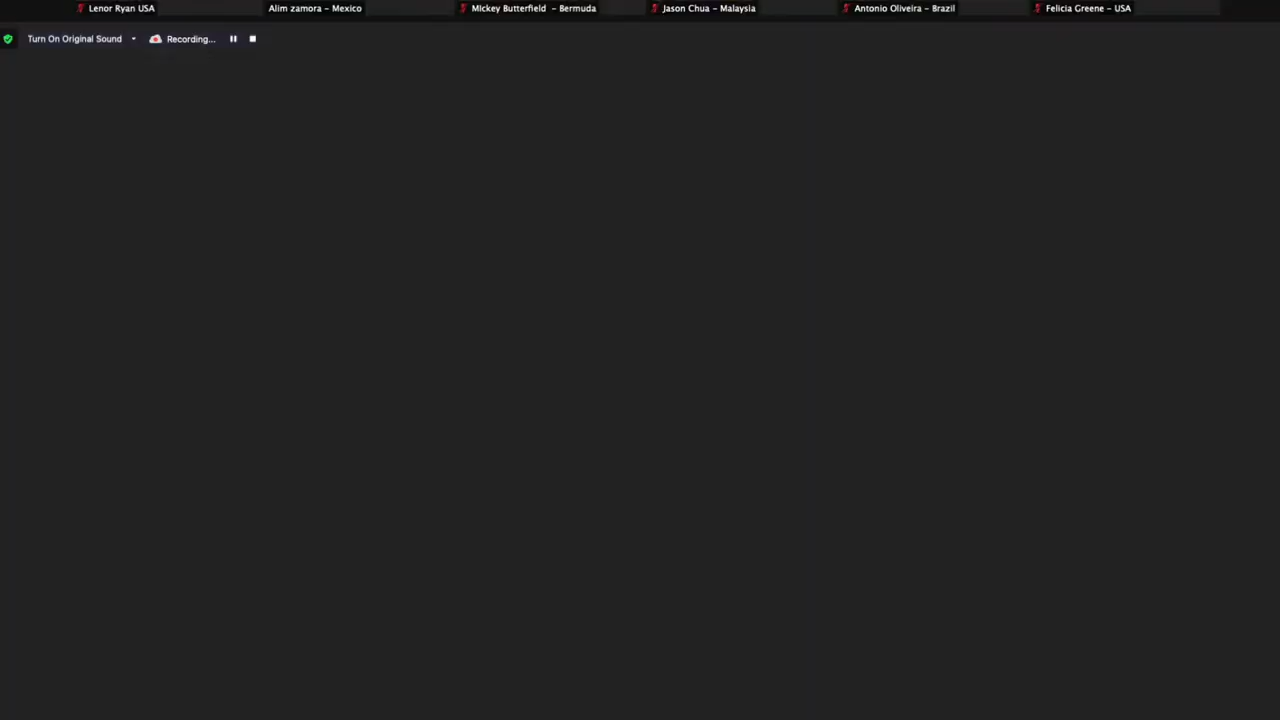 Lenor Ryan USA
Alim zamora - Mexico
MIckey Butterfield - Bermuda
Jason Chua - Malaysia
Antonio Oliveira - Brazil
Felicia Greene - USA
Turn On Original Sound
Recording...